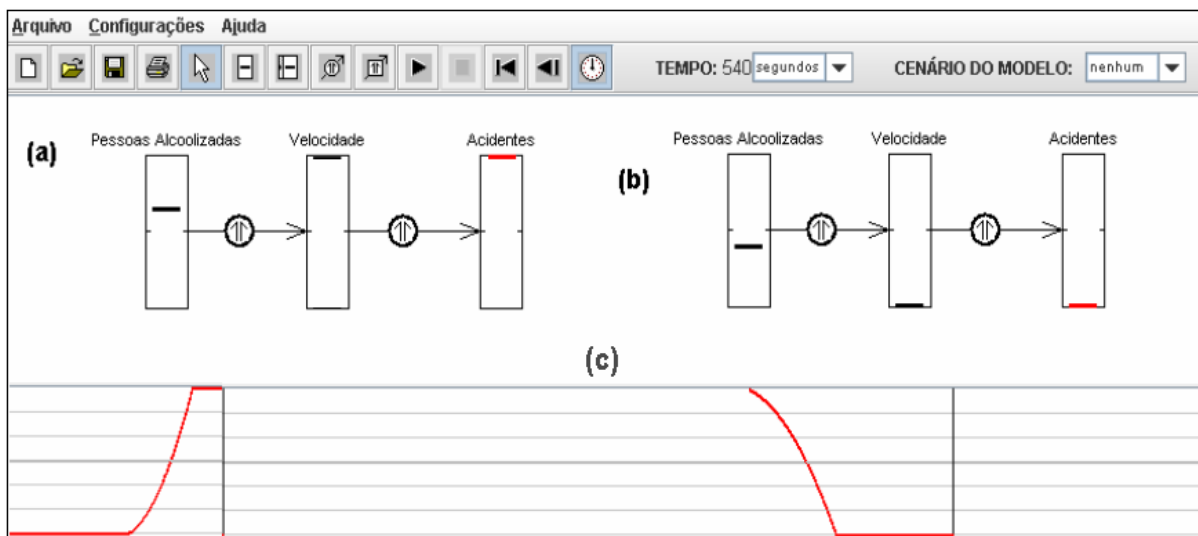 Arquivo Configurações Ajuda
TEMPO: 540 segundos CENÁRIO DO MODELO: nenhum
(a) Pessoas Alcoolizadas Velocidade Acidentes
(b) Pessoas Alcoolizadas Velocidade Acidentes
(c)